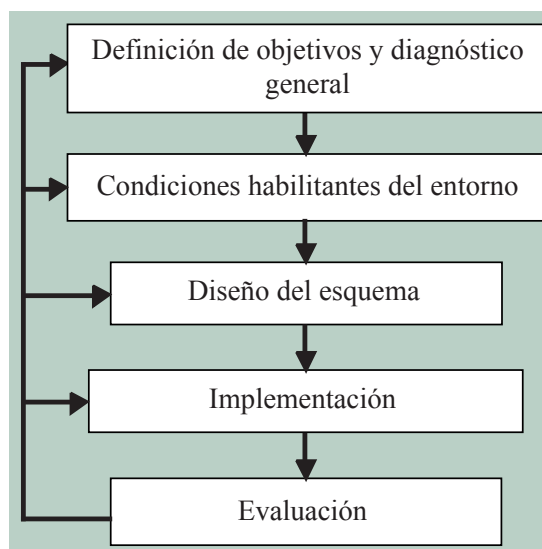 Definición de objetivos y diagnóstico
general
Condiciones habilitantes del entorno
Diseño del esquema
Implementación
Evaluación